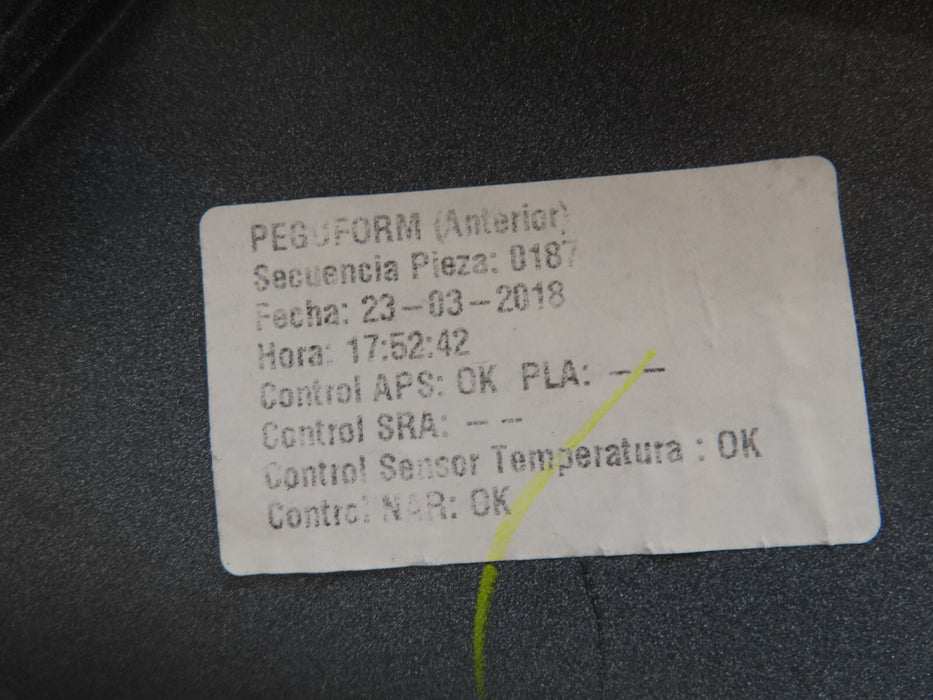 PEGUFORM (Anterior)
Secuencia Pieza: 0187
Fecha: 23-03-2018
Hora: 17:52:42
Control APS: OK PLA: --
Control SRA: --
Control Sensor Temperatura : OK
Control NAR: OK